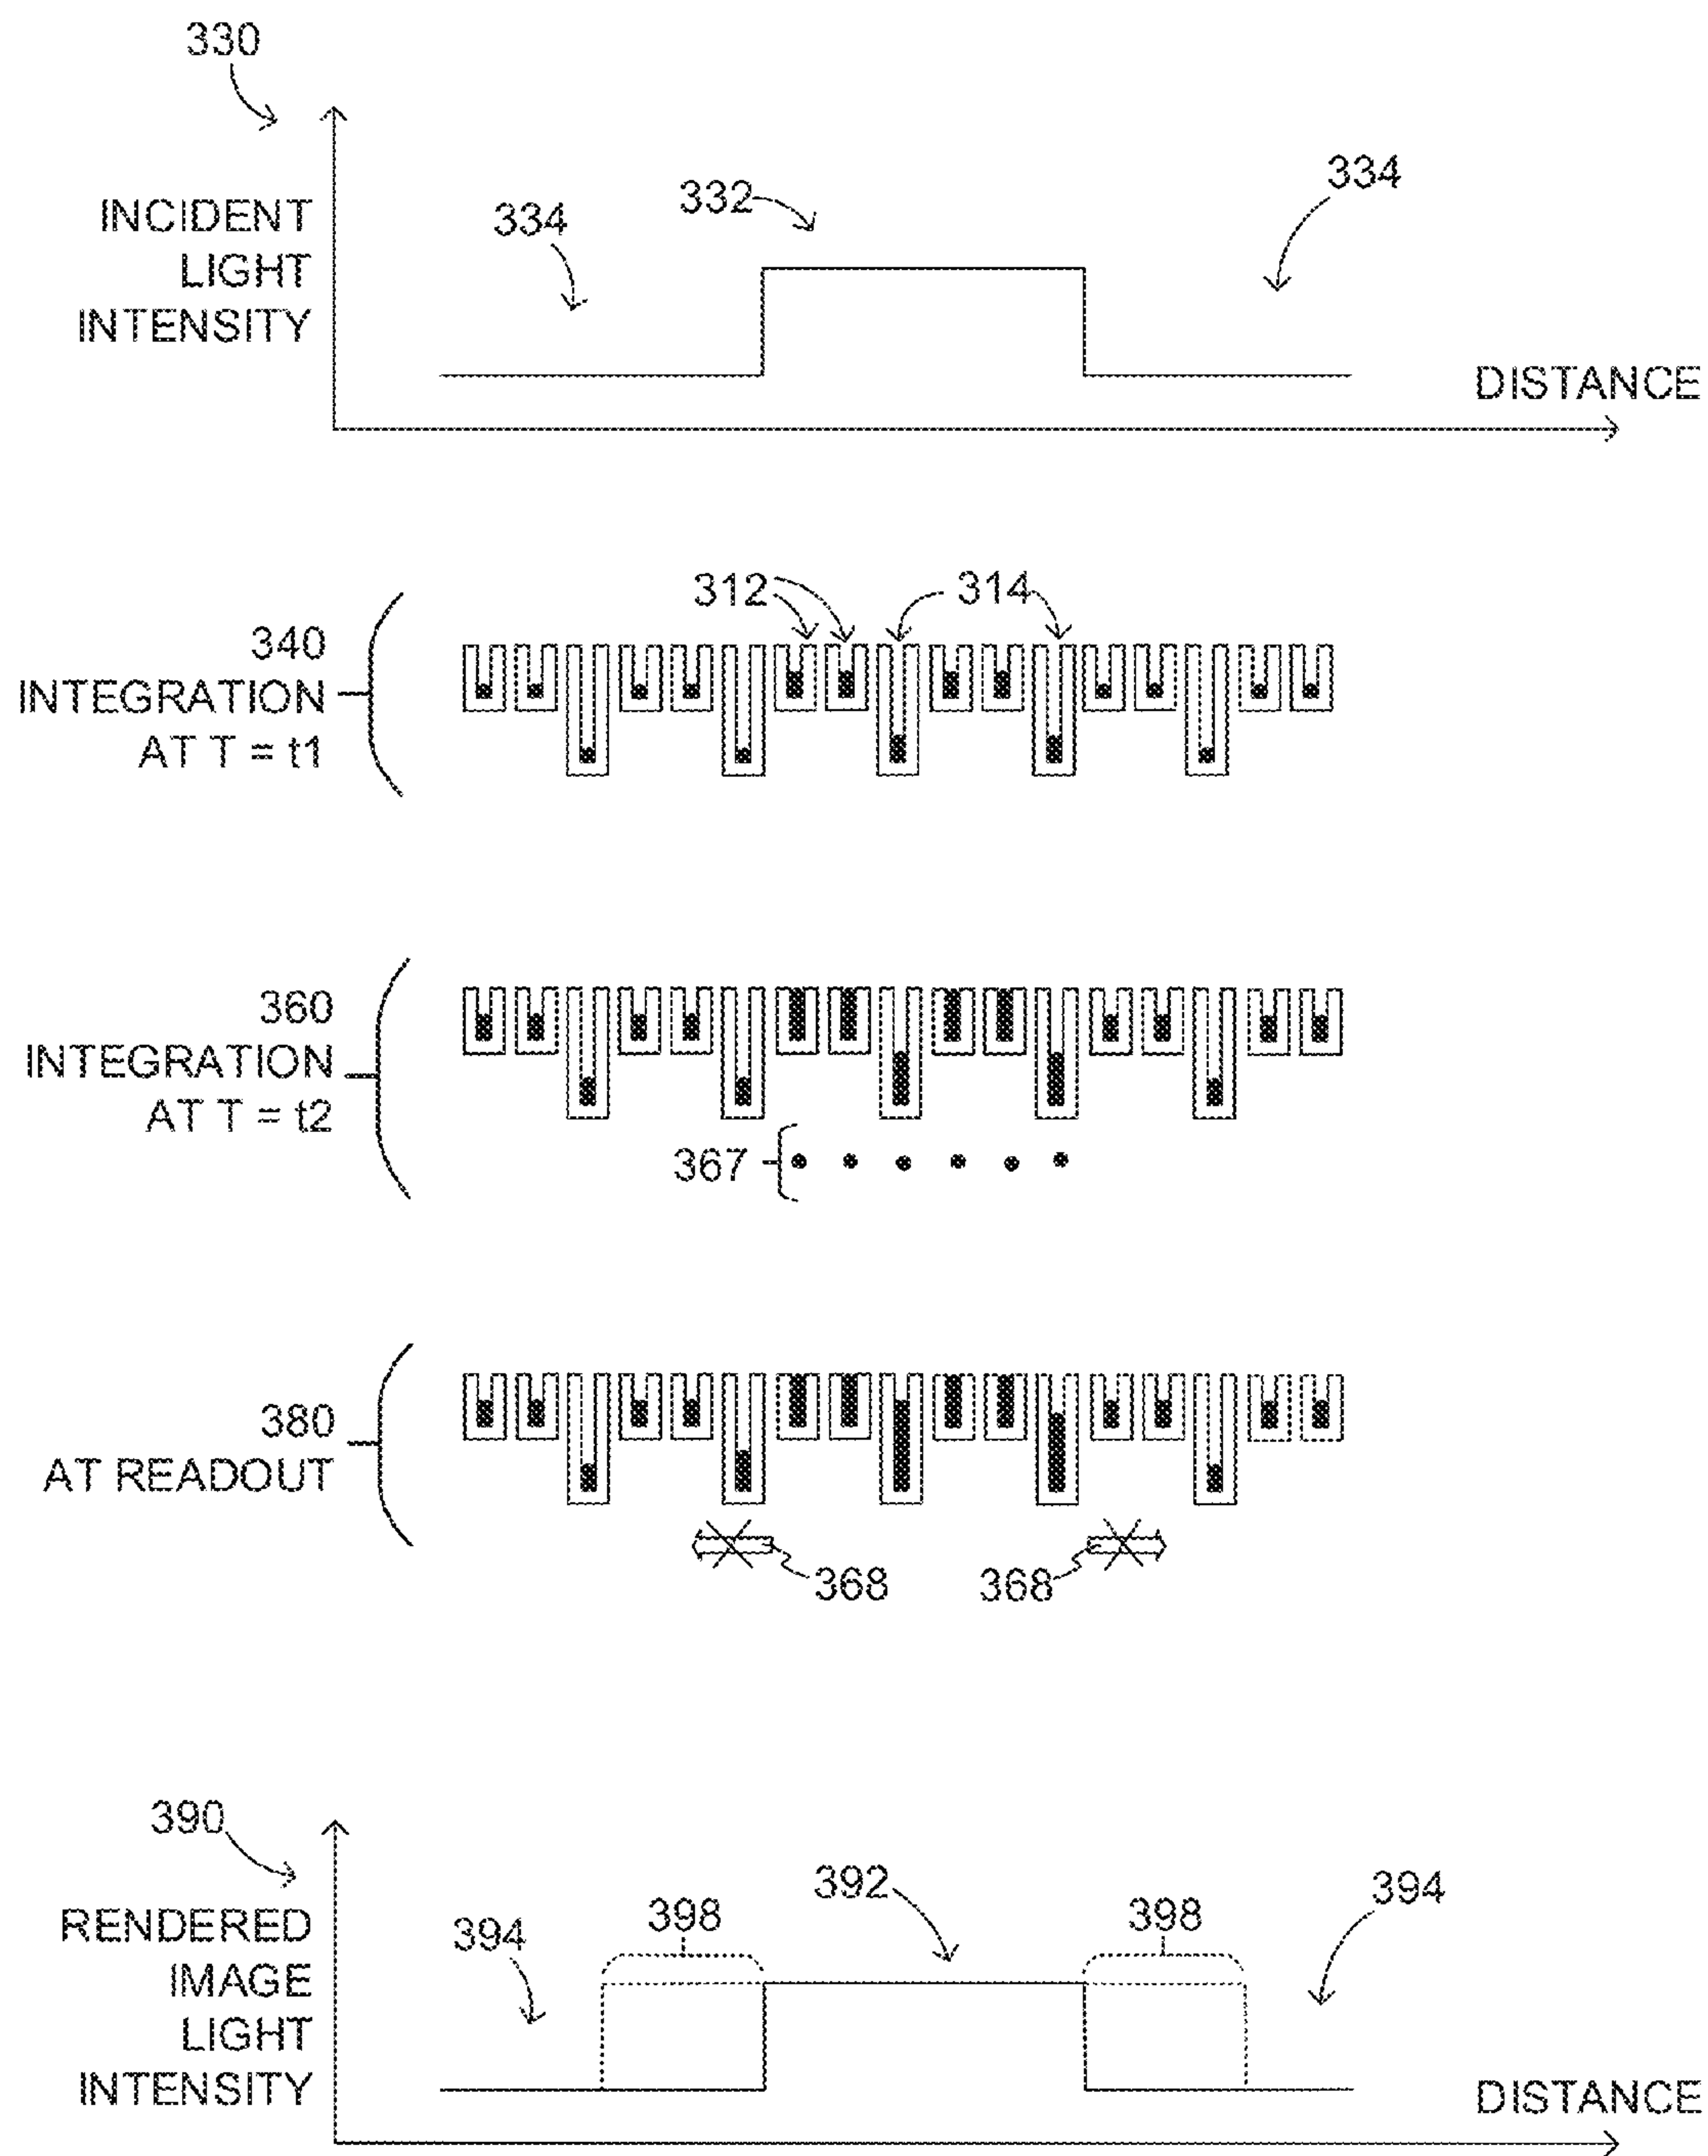 330
INCIDENT
LIGHT
INTENSITY
334
332
334
DISTANCE
312
314
340
INTEGRATION
AT T = t1
360
INTEGRATION
AT T = t2
367
380
AT READOUT
368
368
390
RENDERED
IMAGE
LIGHT
INTENSITY
394
398
392
398
394
DISTANCE